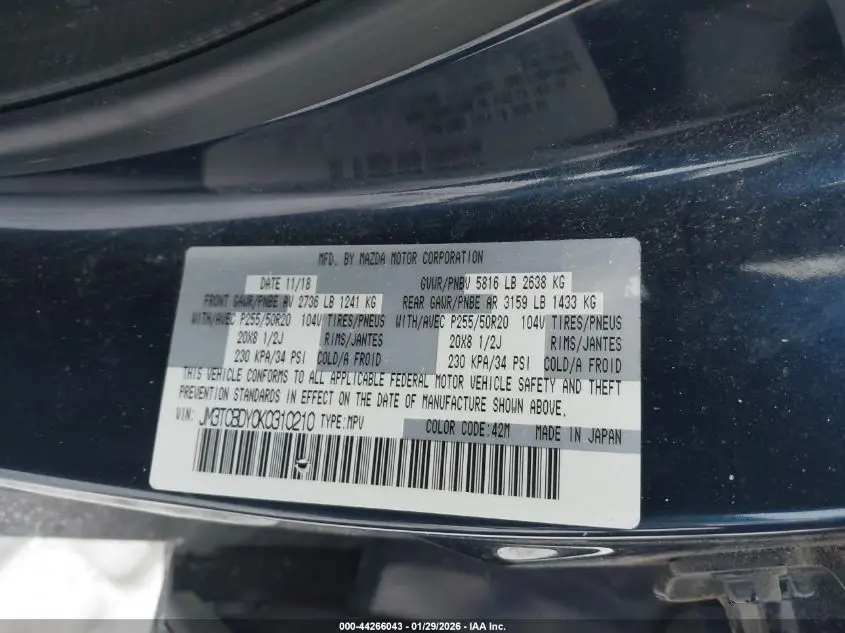 MFD. BY MAZDA MOTOR CORPORATION
DATE 11/18 GVWR/PNBV 5816 LB 2638 KG
FRONT GAWR/PNBE AV 2736 LB 1241 KG REAR GAWR/PNBE AR 3159 LB 1433 KG
WITH/AVEC P255/50R20 104V TIRES/PNEUS WITH/AVEC P255/50R20 104V TIRES/PNEUS
20X8 1/2J RIMS/JANTES 20X8 1/2J RIMS/JANTES
230 KPA/34 PSI COLD/A FROID 230 KPA/34 PSI COLD/A FROID
THIS VEHICLE CONFORMS TO ALL APPLICABLE FEDERAL MOTOR VEHICLE SAFETY AND THEFT
PREVENTION STANDARDS IN EFFECT ON THE DATE OF MANUFACTURE SHOWN ABOVE.
VIN: JM3TCBDY0K0310210 TYPE:MPV COLOR CODE:42M MADE IN JAPAN
000-44266043 / 01/29/2026 - IAA Inc.